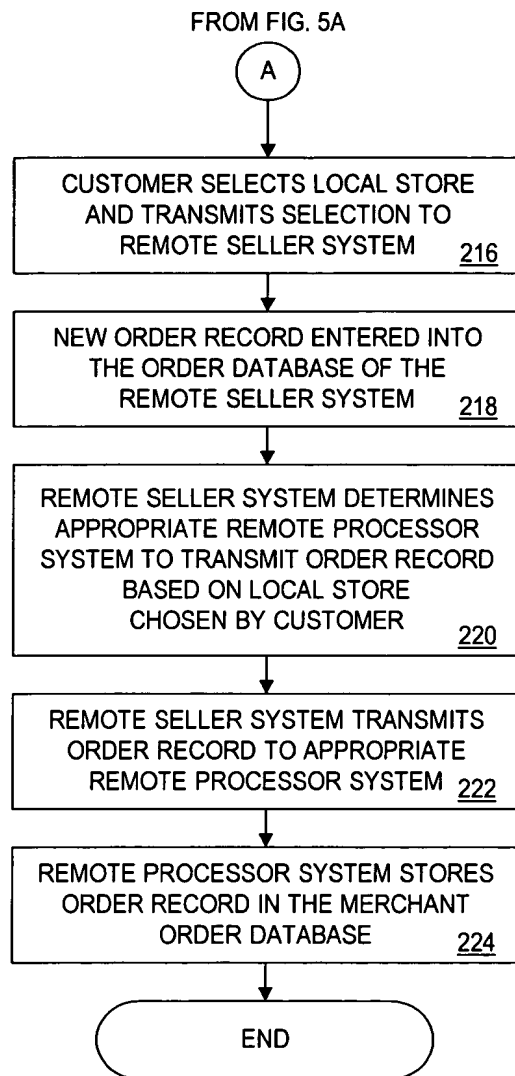 FROM FIG. 5A
A
CUSTOMER SELECTS LOCAL STORE
AND TRANSMITS SELECTION TO
REMOTE SELLER SYSTEM
216
NEW ORDER RECORD ENTERED INTO
THE ORDER DATABASE OF THE
REMOTE SELLER SYSTEM
218
REMOTE SELLER SYSTEM DETERMINES
APPROPRIATE REMOTE PROCESSOR
SYSTEM TO TRANSMIT ORDER RECORD
BASED ON LOCAL STORE
CHOSEN BY CUSTOMER
220
REMOTE SELLER SYSTEM TRANSMITS
ORDER RECORD TO APPROPRIATE
REMOTE PROCESSOR SYSTEM
222
REMOTE PROCESSOR SYSTEM STORES
ORDER RECORD IN THE MERCHANT
ORDER DATABASE
224
END